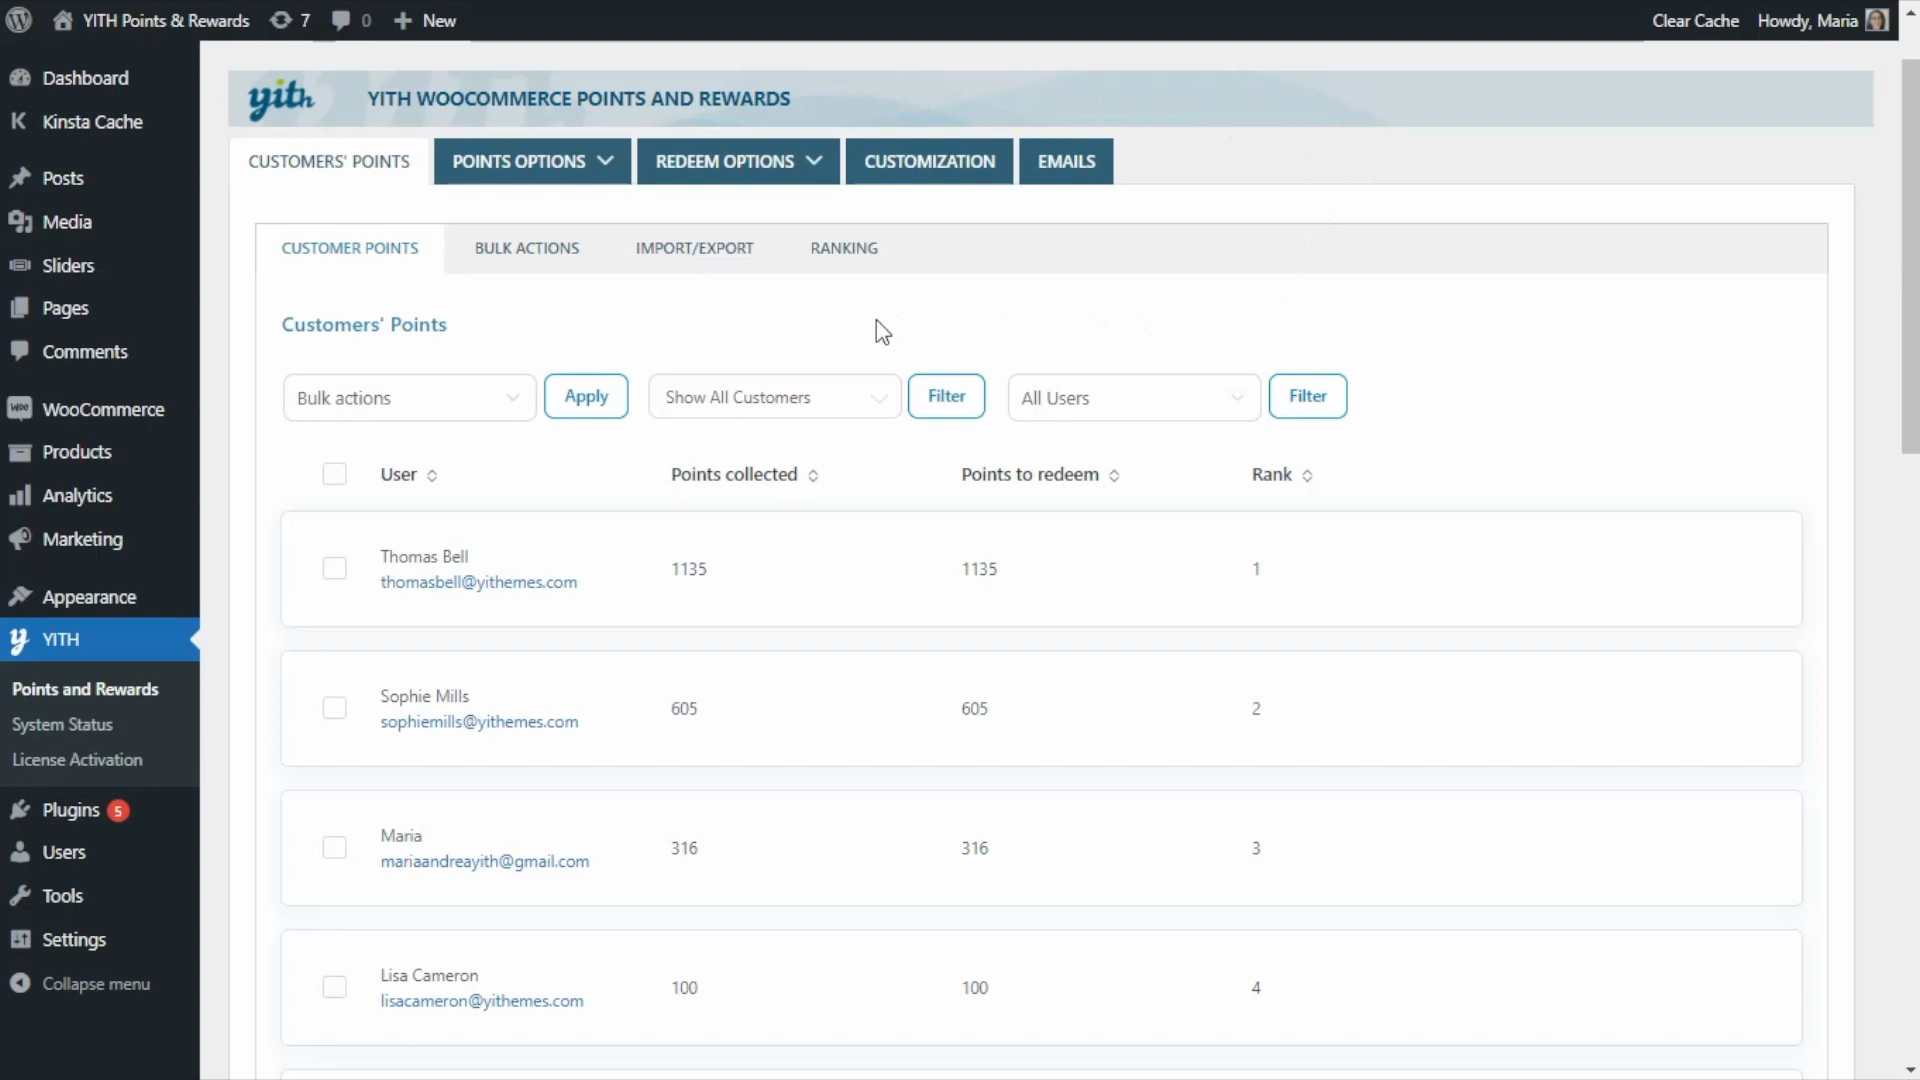 YITH Points & Rewards 7 0 New Clear Cache Howdy, Maria
Dashboard
Kinsta Cache
Posts
Media
Sliders
Pages
Comments
WooCommerce
Products
Analytics
Marketing
Appearance
YITH
Points and Rewards
System Status
License Activation
Plugins 5
Users
Tools
Settings
Collapse menu
yith YITH WOOCOMMERCE POINTS AND REWARDS
CUSTOMERS' POINTS POINTS OPTIONS REDEEM OPTIONS CUSTOMIZATION EMAILS
CUSTOMER POINTS BULK ACTIONS IMPORT/EXPORT RANKING
Customers' Points
Bulk actions Apply Show All Customers Filter All Users Filter
User Points collected Points to redeem Rank
Thomas Bell
thomasbell@yithemes.com 1135 1135 1
Sophie Mills
sophiemills@yithemes.com 605 605 2
Maria
mariaandreayith@gmail.com 316 316 3
Lisa Cameron
lisacameron@yithemes.com 100 100 4